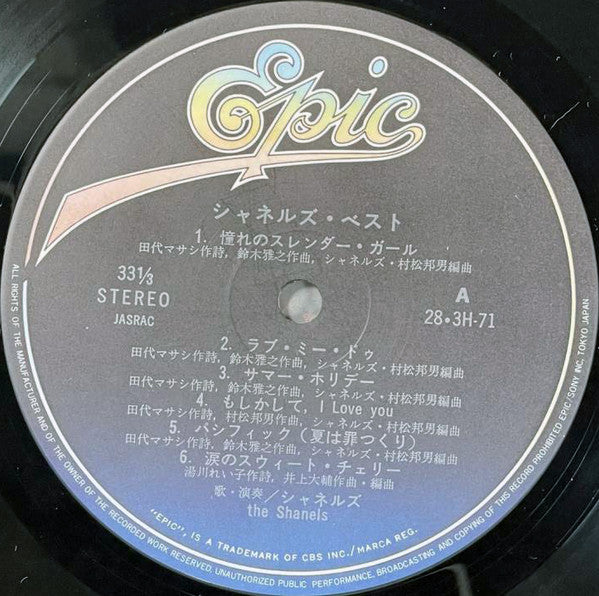 Epic
シャネルズ・ベスト
1. 憧れのスレンダー・ガール
田代マサシ作詩, 鈴木雅之作曲, シャネルズ・村松邦男編曲
33⅓
STEREO
JASRAC
A
28・3H-71
2. ラブ・ミー・ドゥ
田代マサシ作詩, 鈴木雅之作曲, シャネルズ・村松邦男編曲
3. サマー・ホリデー
田代マサシ作詩, 鈴木雅之作曲, シャネルズ・村松邦男編曲
4. もしかして, I Love you
田代マサシ作詩, 村松邦男作曲, シャネルズ・村松邦男編曲
5. パシフィック (夏は罪つくり)
田代マサシ作詩, 鈴木雅之作曲, シャネルズ・村松邦男編曲
6. 涙のスウィート・チェリー
湯川れい子作詩, 井上大輔作曲・編曲
歌・演奏／シャネルズ
the Shanels
"EPIC", IS A TRADEMARK OF CBS INC./MARCA REG.
ALL RIGHTS OF THE MANUFACTURER AND OF THE OWNER OF THE RECORDED WORK RESERVED. UNAUTHORIZED PUBLIC PERFORMANCE, BROADCASTING AND COPYING OF THIS RECORD PROHIBITED EPIC/SONY INC, TOKYO JAPAN